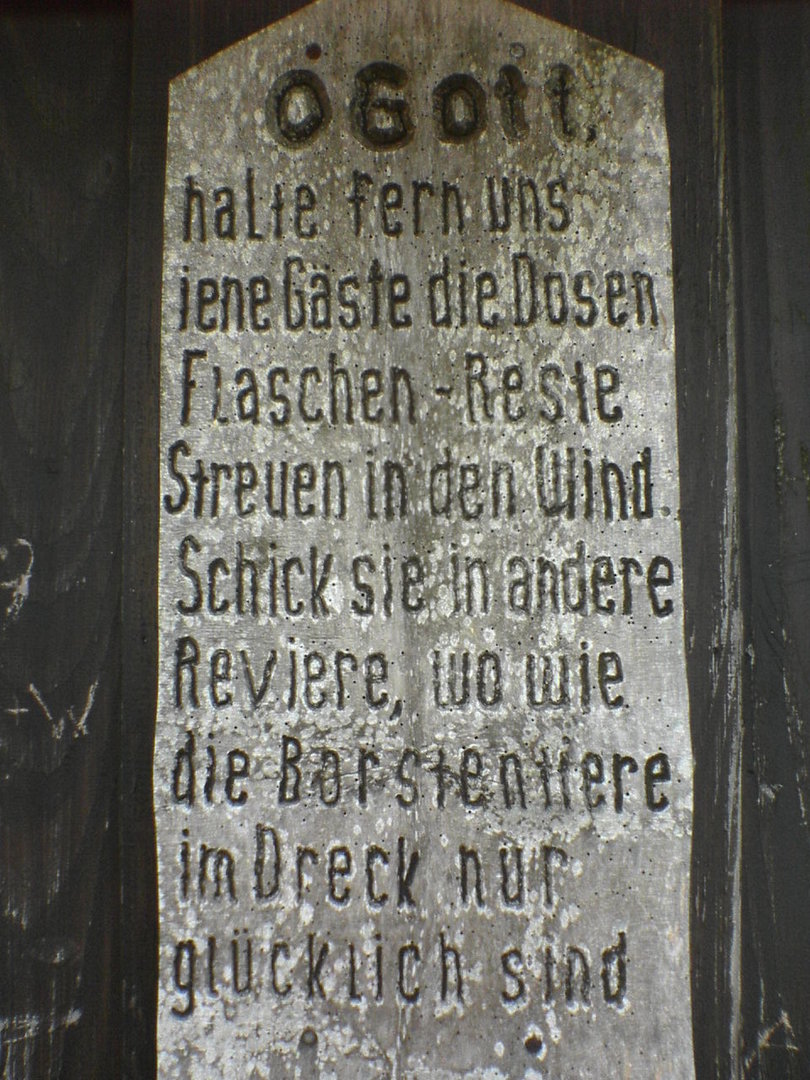 O Gott,
halte fern uns
iene Gäste die Dosen
Flaschen - Reste
Streuen in den Wind.
Schick sie in andere
Reviere, wo wie
die Borstentiere
im Dreck nur
glücklich sind